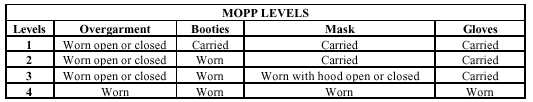 MOPP LEVELS
Levels Overgarment Booties Mask Gloves
1 Worn open or closed Carried Carried Carried
2 Worn open or closed Worn Carried Carried
3 Worn open or closed Worn Worn with hood open or closed Carried
4 Worn Worn Worn Worn